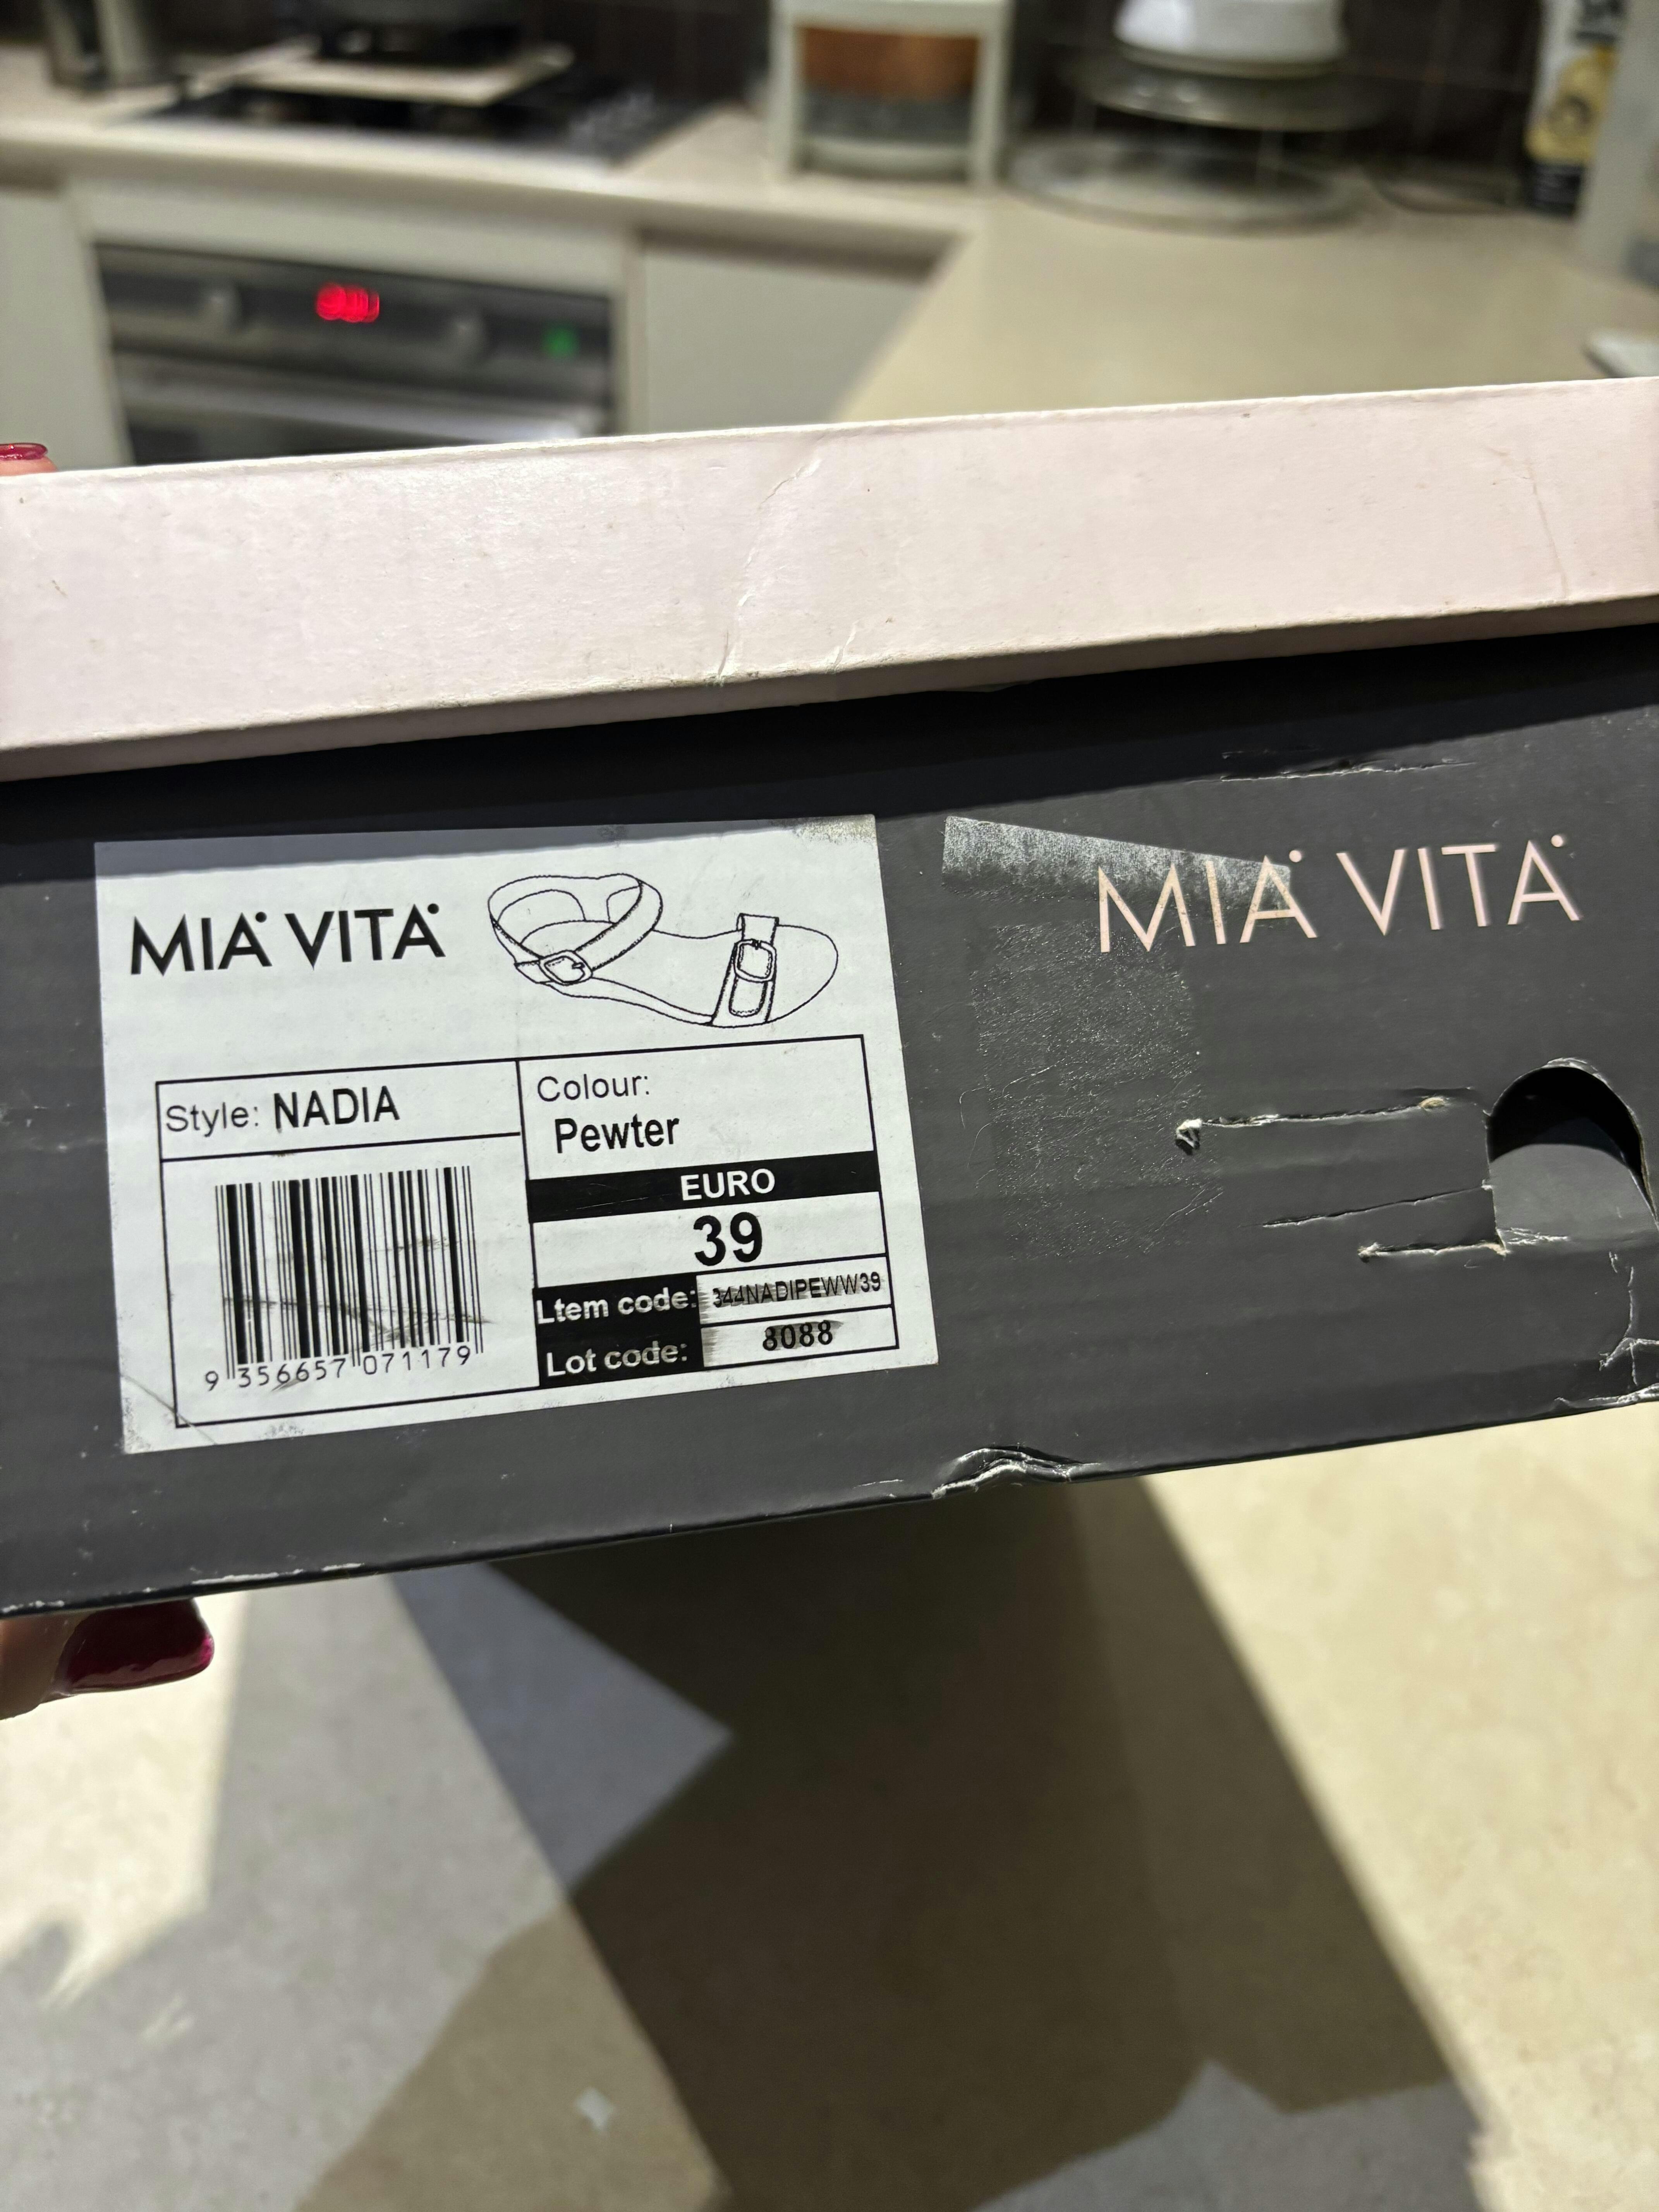 MIA VITA
MIA VITA
Style: NADIA
Colour:
Pewter
EURO
39
Ltem code: 344NADIPEWW39
Lot code: 8088
9 356657 071179